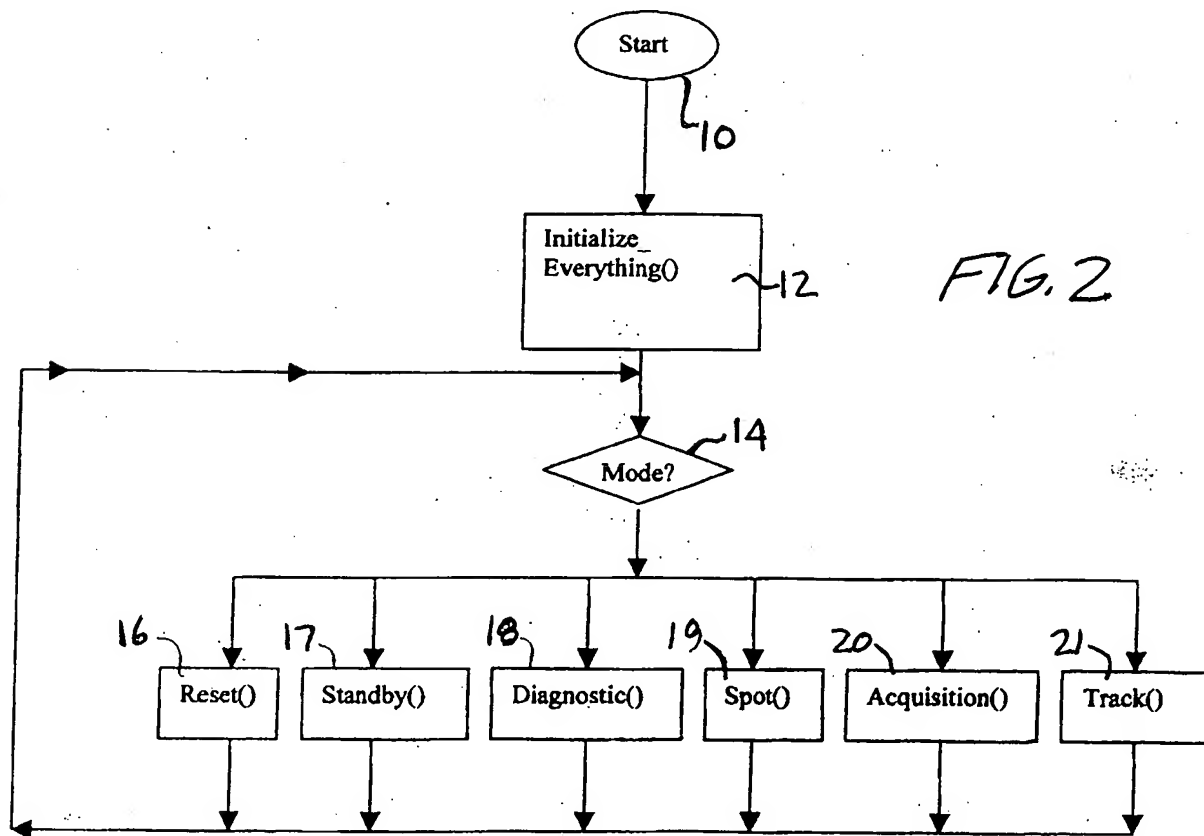 Start
10
Initialize_
Everything()
12
FIG. 2
14
Mode?
16
17
18
19
20
21
Reset()
Standby()
Diagnostic()
Spot()
Acquisition()
Track()